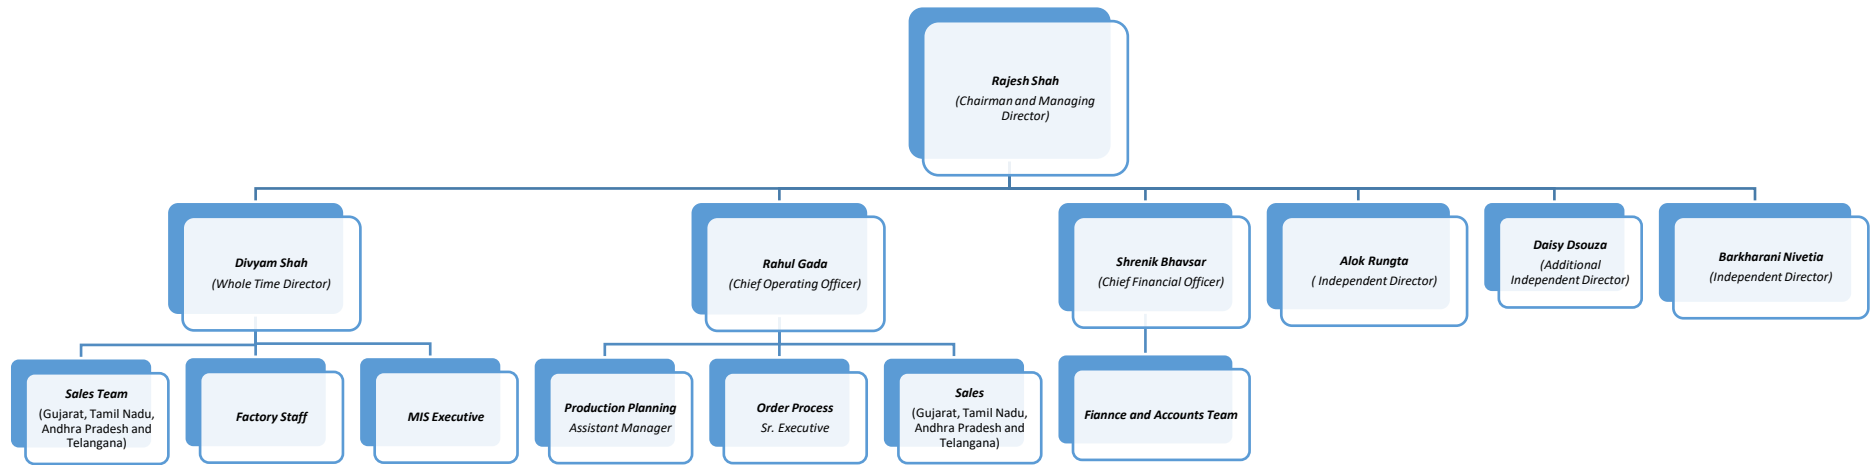 Rajesh Shah
(Chairman and Managing
Director)
Divyam Shah
(Whole Time Director)
Rahul Gada
(Chief Operating Officer)
Shrenik Bhavsar
(Chief Financial Officer)
Alok Rungta
( Independent Director)
Daisy Dsouza
(Additional
Independent Director)
Barkharani Nivetia
(Independent Director)
Sales Team
(Gujarat, Tamil Nadu,
Andhra Pradesh and
Telangana)
Factory Staff
MIS Executive
Production Planning
Assistant Manager
Order Process
Sr. Executive
Sales
(Gujarat, Tamil Nadu,
Andhra Pradesh and
Telangana)
Fiannce and Accounts Team